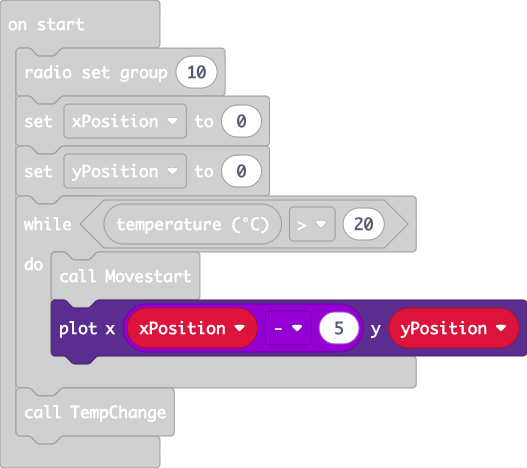 on start
radio set group 10
set xPosition to 0
set yPosition to 0
while temperature (°C) > 20
do
call Movestart
plot x xPosition - 5 y yPosition
call TempChange